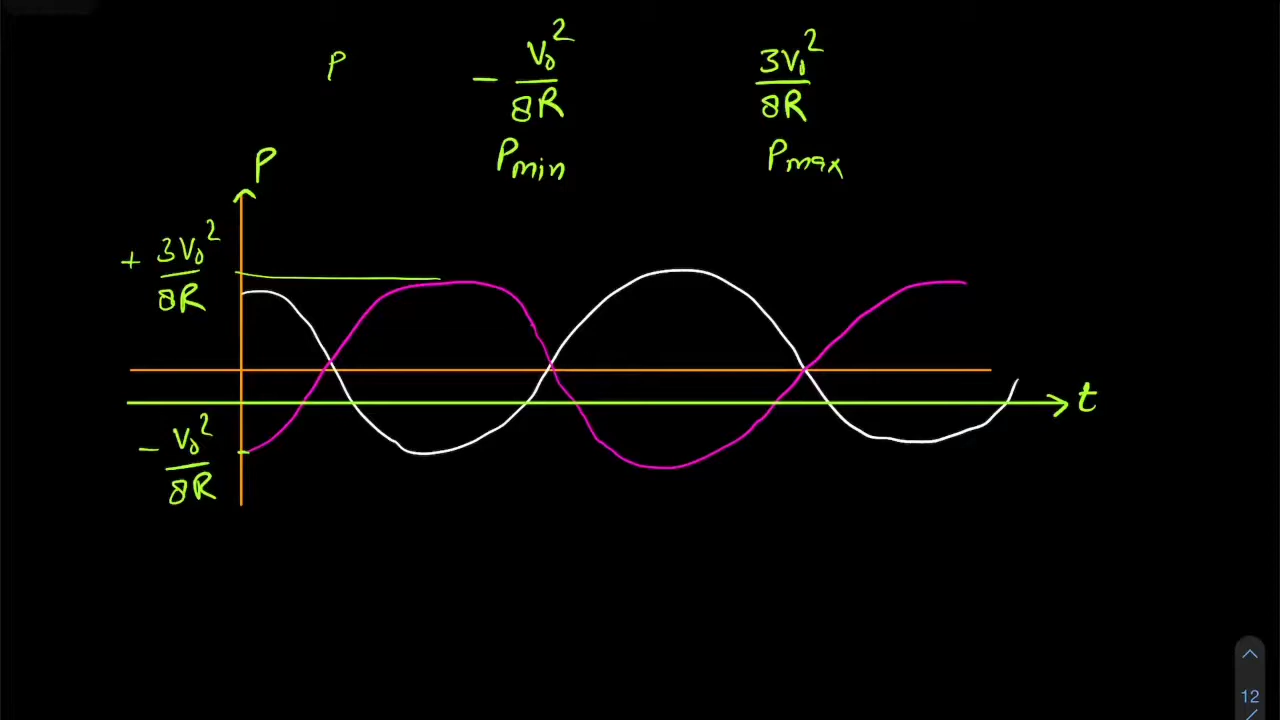 P - V₀²/8R 3V₀²/8R
Pmin Pmax
P
+ 3V₀²/8R
t
- V₀²/8R
12